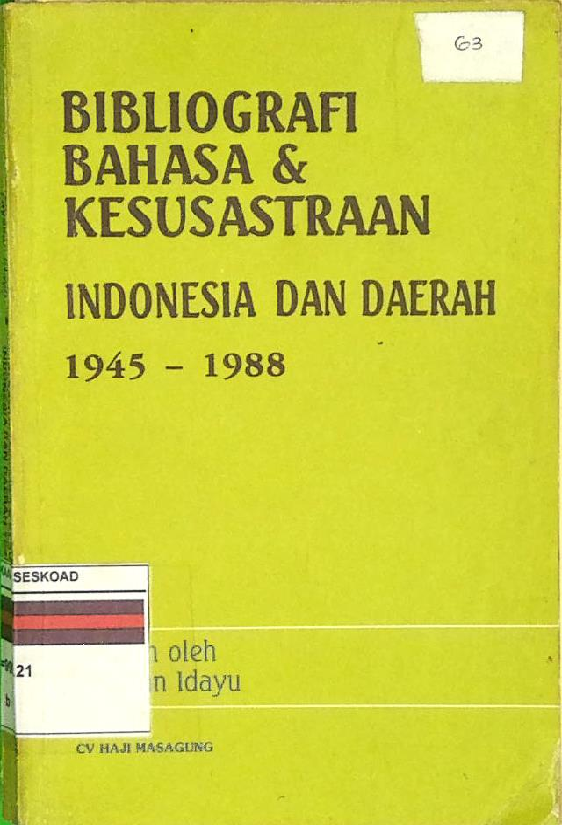 63
BIBLIOGRAFI
BAHASA &
KESUSASTRAAN
INDONESIA DAN DAERAH
1945 – 1988
SESKOAD
21
b
oleh
Idayu
CV HAJI MASAGUNG